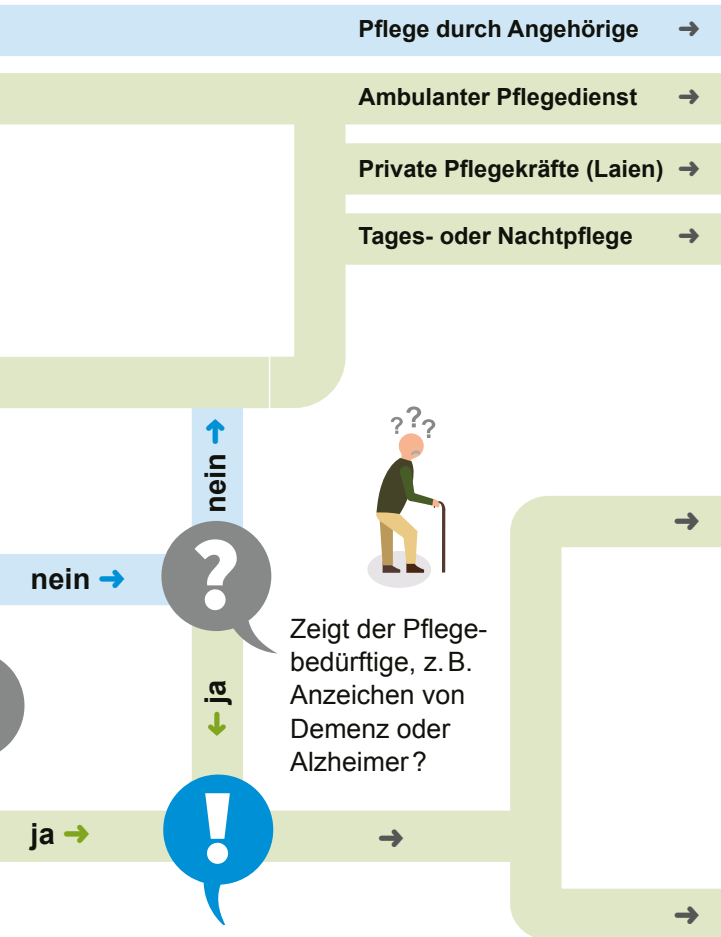 Pflege durch Angehörige ➜
Ambulanter Pflegedienst ➜
Private Pflegekräfte (Laien) ➜
Tages- oder Nachtpflege ➜
nein ➜
???
➜
nein ➜
?
Zeigt der Pflege-
bedürftige, z. B.
Anzeichen von
Demenz oder
Alzheimer ?
ja ➜
ja ➜
!
➜
➜